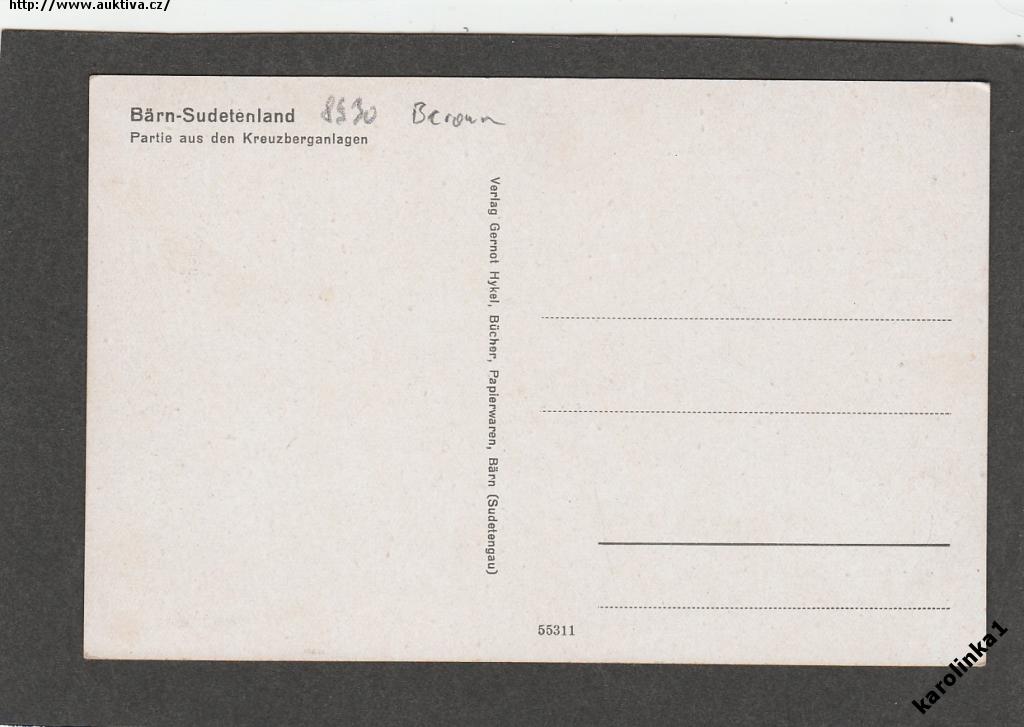 http://www.auktiva.cz/
Bärn-Sudetenland 8530 Beroun
Partie aus den Kreuzberganlagen
Verlag Gernot Hykel, Bücher, Papierwaren, Bärn (Sudetengau)
55311
karolinka1